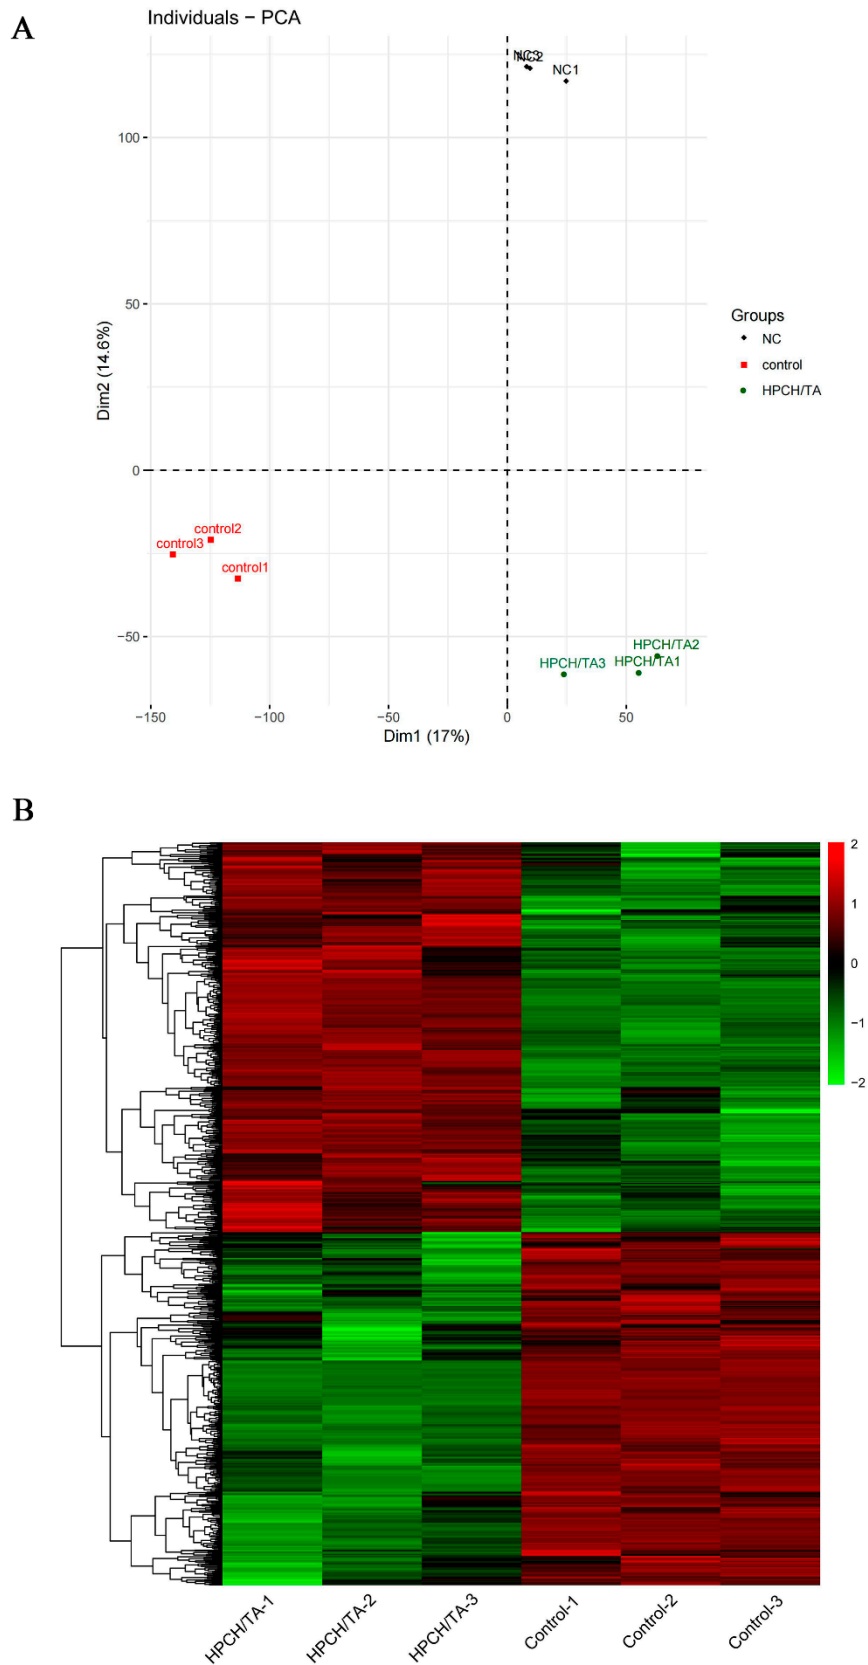 A
Individuals − PCA
NC3
NC2
NC1
100
50
0
−50
Dim2 (14.6%)
control2
control3
control1
HPCH/TA2
HPCH/TA3
HPCH/TA1
−150
−100
−50
0
50
Dim1 (17%)
Groups
NC
control
HPCH/TA
B
2
1
0
−1
−2
HPCH/TA-1
HPCH/TA-2
HPCH/TA-3
Control-1
Control-2
Control-3